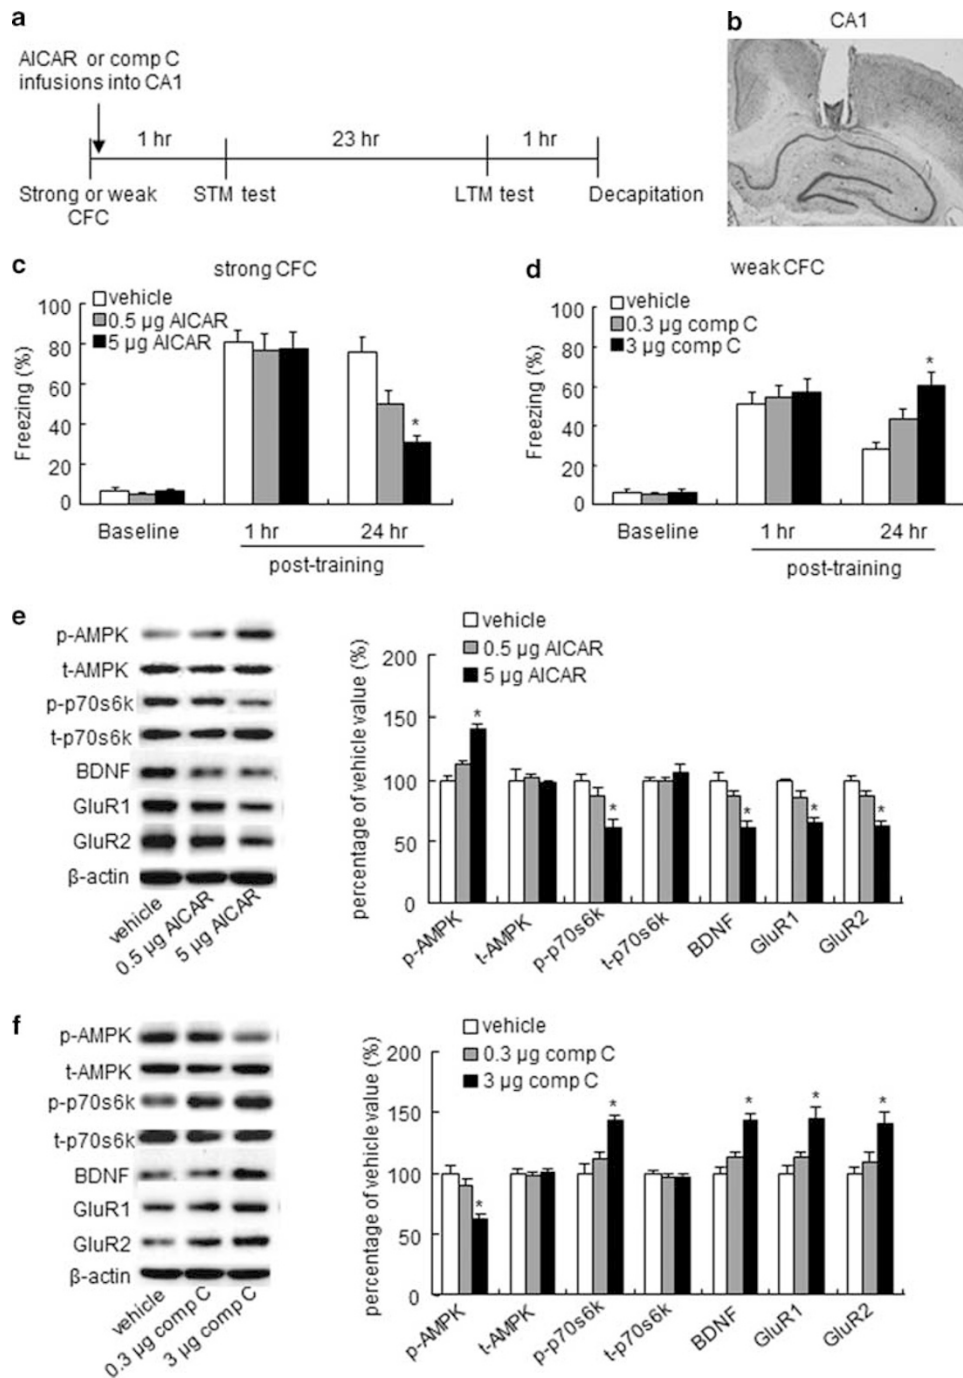 a
AICAR or comp C
infusions into CA1
1 hr
23 hr
1 hr
Strong or weak
CFC
STM test
LTM test
Decapitation
b
CA1
c
strong CFC
vehicle
0.5 µg AICAR
5 µg AICAR
Freezing (%)
100
80
60
40
20
0
*
Baseline
1 hr
24 hr
post-training
d
weak CFC
vehicle
0.3 µg comp C
3 µg comp C
Freezing (%)
100
80
60
40
20
0
*
Baseline
1 hr
24 hr
post-training
e
p-AMPK
t-AMPK
p-p70s6k
t-p70s6k
BDNF
GluR1
GluR2
β-actin
vehicle
0.5 µg AICAR
5 µg AICAR
vehicle
0.5 µg AICAR
5 µg AICAR
percentage of vehicle value (%)
200
150
100
50
0
*
*
*
*
*
p-AMPK
t-AMPK
p-p70s6k
t-p70s6k
BDNF
GluR1
GluR2
f
p-AMPK
t-AMPK
p-p70s6k
t-p70s6k
BDNF
GluR1
GluR2
β-actin
vehicle
0.3 µg comp C
3 µg comp C
vehicle
0.3 µg comp C
3 µg comp C
percentage of vehicle value (%)
200
150
100
50
0
*
*
*
*
*
p-AMPK
t-AMPK
p-p70s6k
t-p70s6k
BDNF
GluR1
GluR2